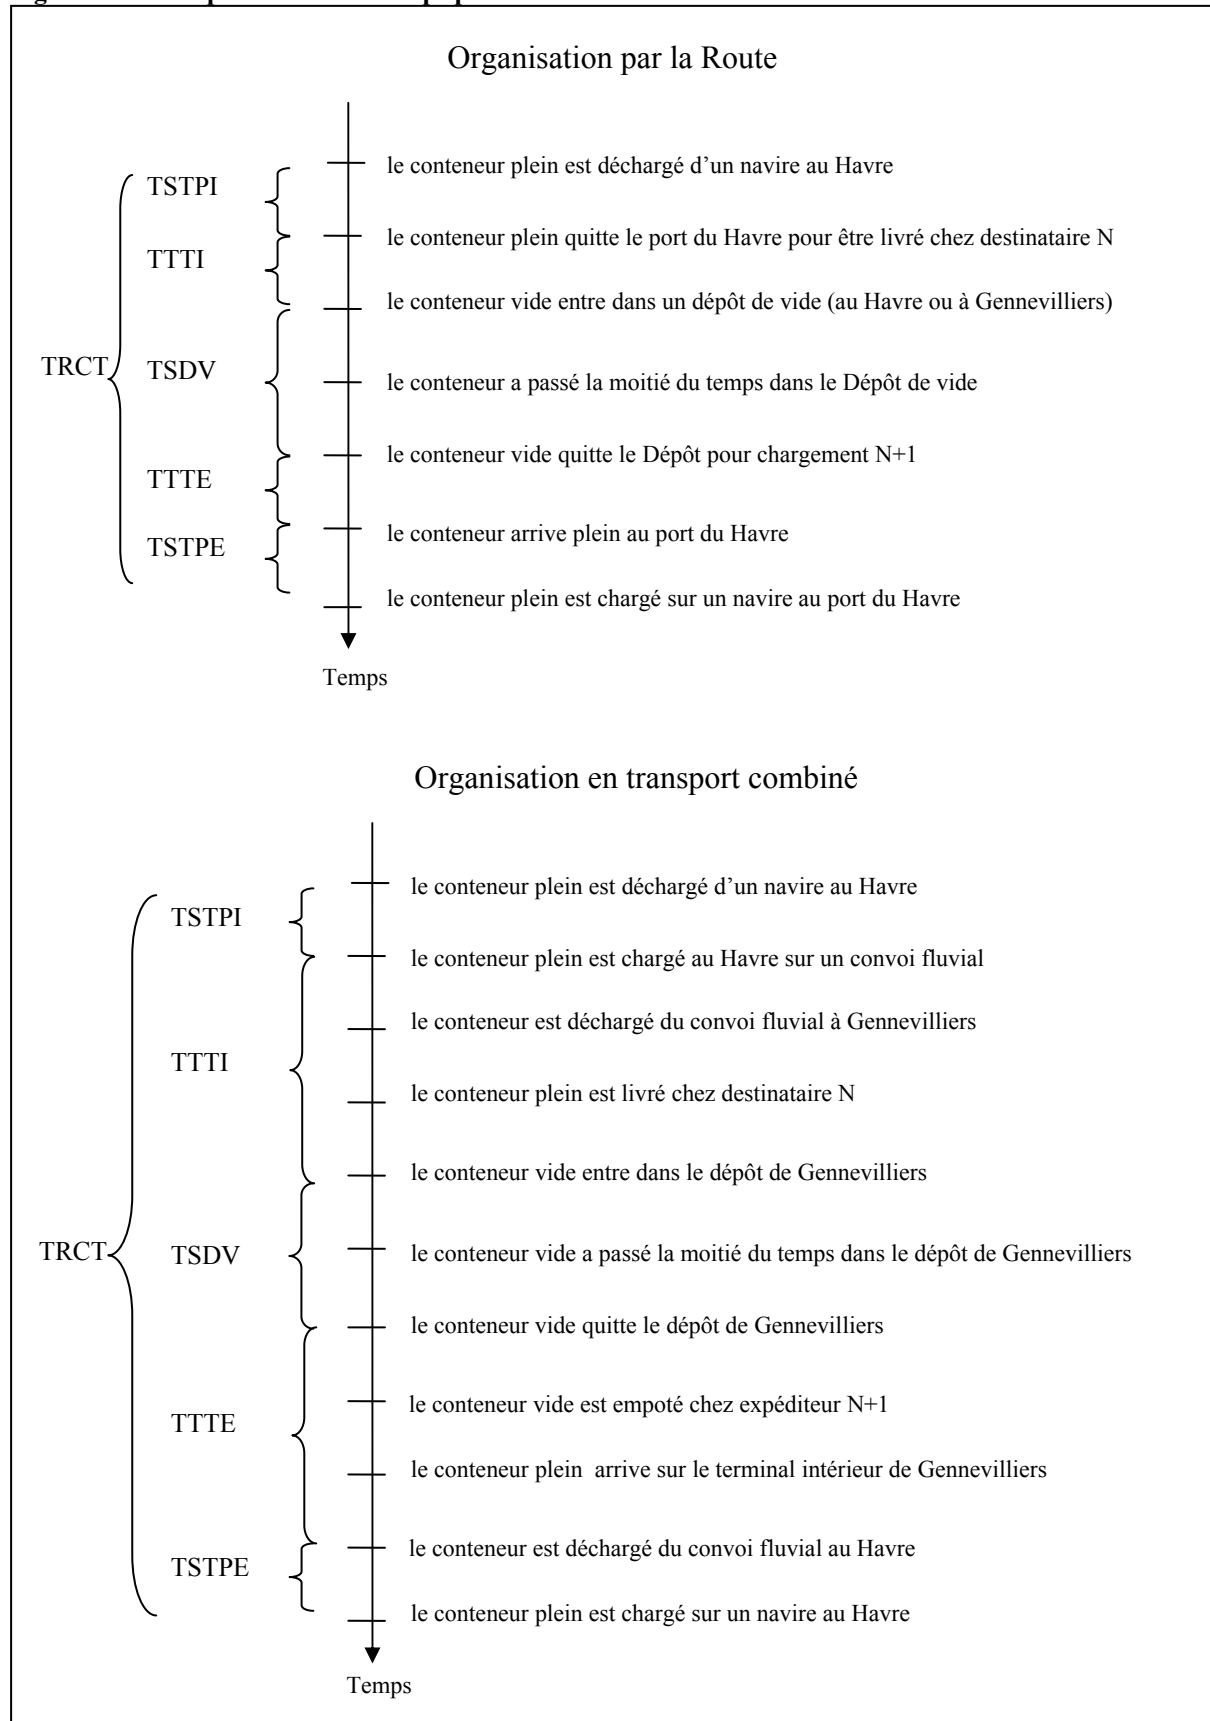 Organisation par la Route
le conteneur plein est déchargé d’un navire au Havre
TSTPI
le conteneur plein quitte le port du Havre pour être livré chez destinataire N
TTTI
le conteneur vide entre dans un dépôt de vide (au Havre ou à Gennevilliers)
TRCT
TSDV
le conteneur a passé la moitié du temps dans le Dépôt de vide
le conteneur vide quitte le Dépôt pour chargement N+1
TTTE
le conteneur arrive plein au port du Havre
TSTPE
le conteneur plein est chargé sur un navire au port du Havre
Temps
Organisation en transport combiné
le conteneur plein est déchargé d’un navire au Havre
TSTPI
le conteneur plein est chargé au Havre sur un convoi fluvial
le conteneur est déchargé du convoi fluvial à Gennevilliers
TTTI
le conteneur plein est livré chez destinataire N
le conteneur vide entre dans le dépôt de Gennevilliers
TRCT
TSDV
le conteneur vide a passé la moitié du temps dans le dépôt de Gennevilliers
le conteneur vide quitte le dépôt de Gennevilliers
le conteneur vide est empoté chez expéditeur N+1
TTTE
le conteneur plein  arrive sur le terminal intérieur de Gennevilliers
le conteneur est déchargé du convoi fluvial au Havre
TSTPE
le conteneur plein est chargé sur un navire au Havre
Temps